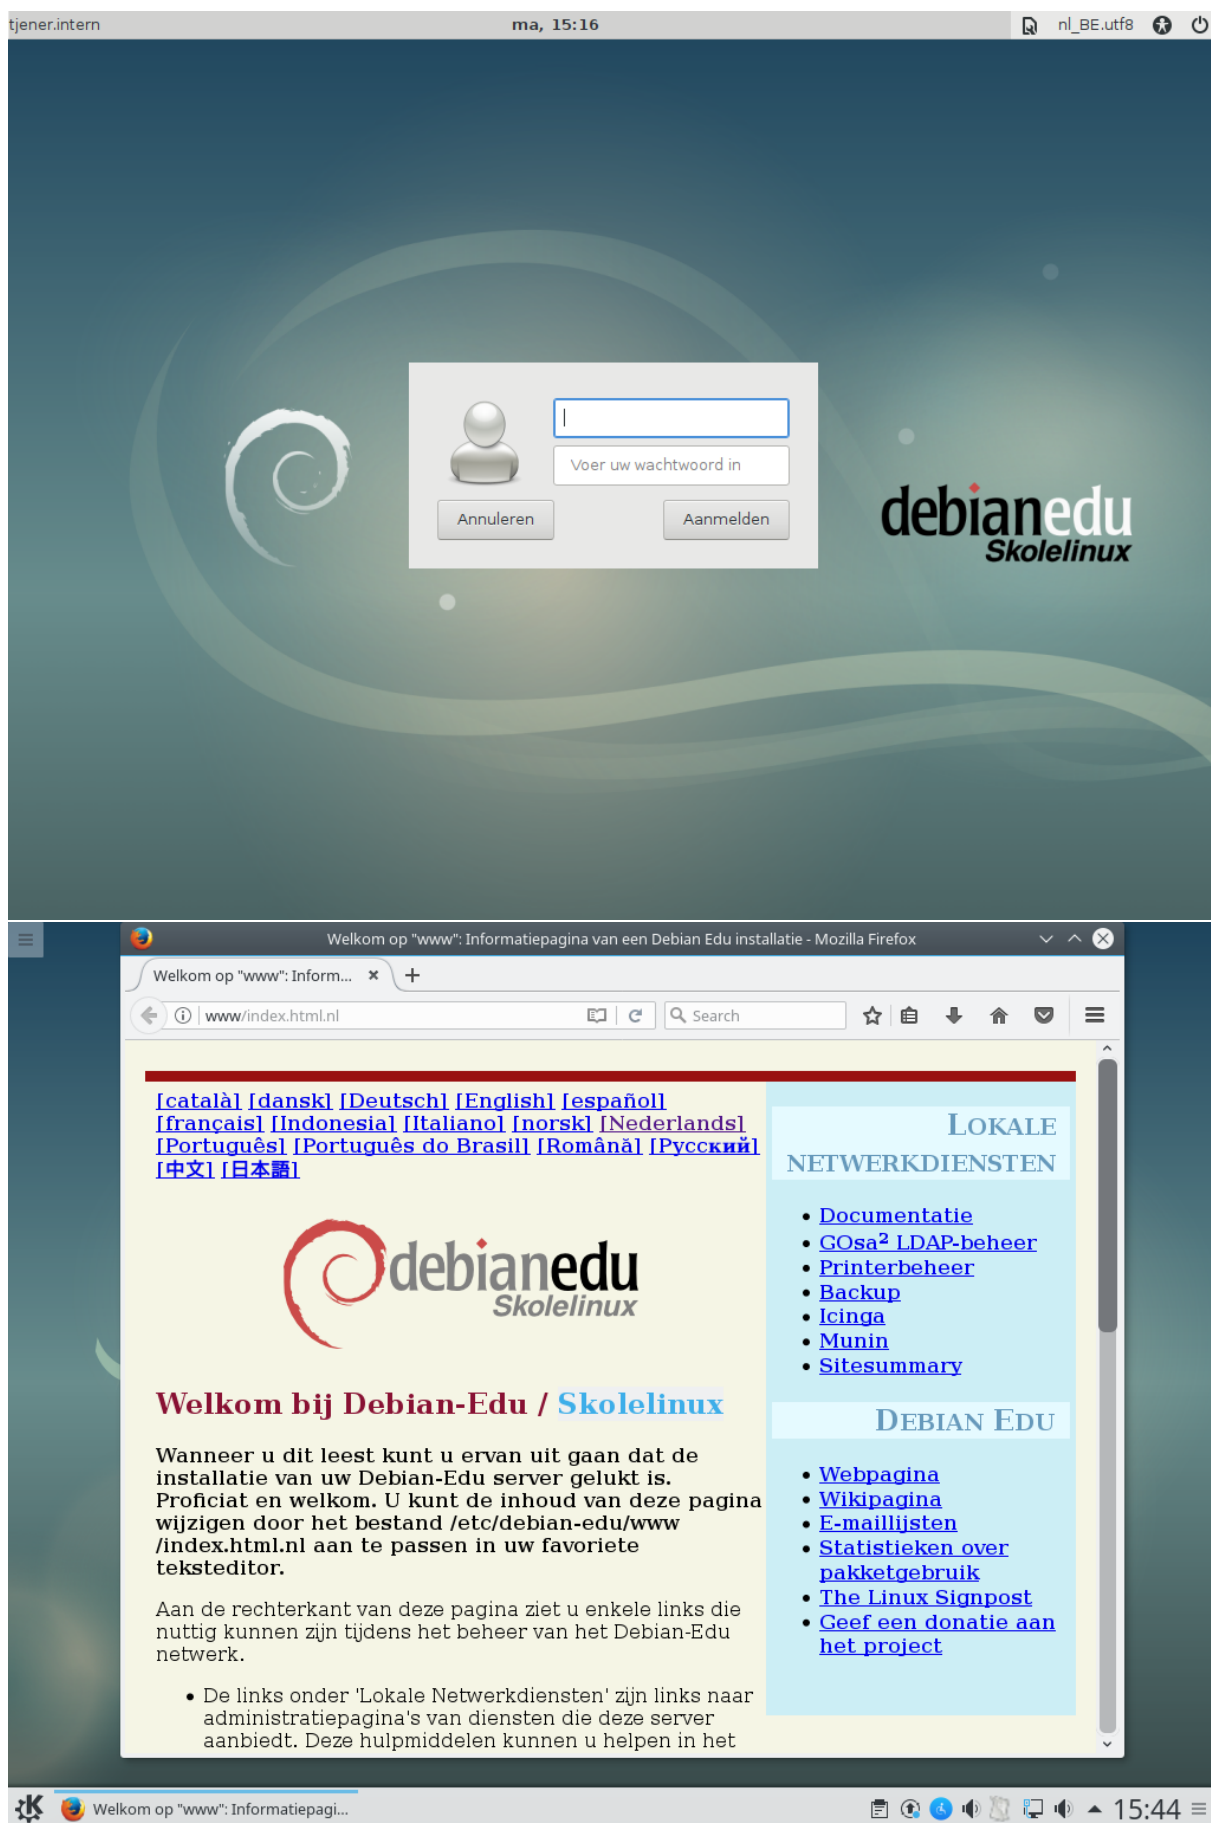 tjener.intern
ma, 15:16
nl_BE.utf8
Voer uw wachtwoord in
Annuleren
Aanmelden
debianedu
Skolelinux
Welkom op "www": Informatiepagina van een Debian Edu installatie - Mozilla Firefox
Welkom op "www": Inform...
www/index.html.nl
Search
[català] [dansk] [Deutsch] [English] [español]
[français] [Indonesia] [Italiano] [norsk] [Nederlands]
[Português] [Português do Brasil] [Română] [Русский]
[中文] [日本語]
debianedu
Skolelinux
Welkom bij Debian-Edu / Skolelinux
Wanneer u dit leest kunt u ervan uit gaan dat de
installatie van uw Debian-Edu server gelukt is.
Proficiat en welkom. U kunt de inhoud van deze pagina
wijzigen door het bestand /etc/debian-edu/www
/index.html.nl aan te passen in uw favoriete
teksteditor.
Aan de rechterkant van deze pagina ziet u enkele links die
nuttig kunnen zijn tijdens het beheer van het Debian-Edu
netwerk.
• De links onder 'Lokale Netwerkdiensten' zijn links naar
administratiepagina's van diensten die deze server
aanbiedt. Deze hulpmiddelen kunnen u helpen in het
LOKALE
NETWERKDIENSTEN
• Documentatie
• GOsa² LDAP-beheer
• Printerbeheer
• Backup
• Icinga
• Munin
• Sitesummary
DEBIAN EDU
• Webpagina
• Wikipagina
• E-maillijsten
• Statistieken over
pakketgebruik
• The Linux Signpost
• Geef een donatie aan
het project
Welkom op "www": Informatiepagi...
15:44